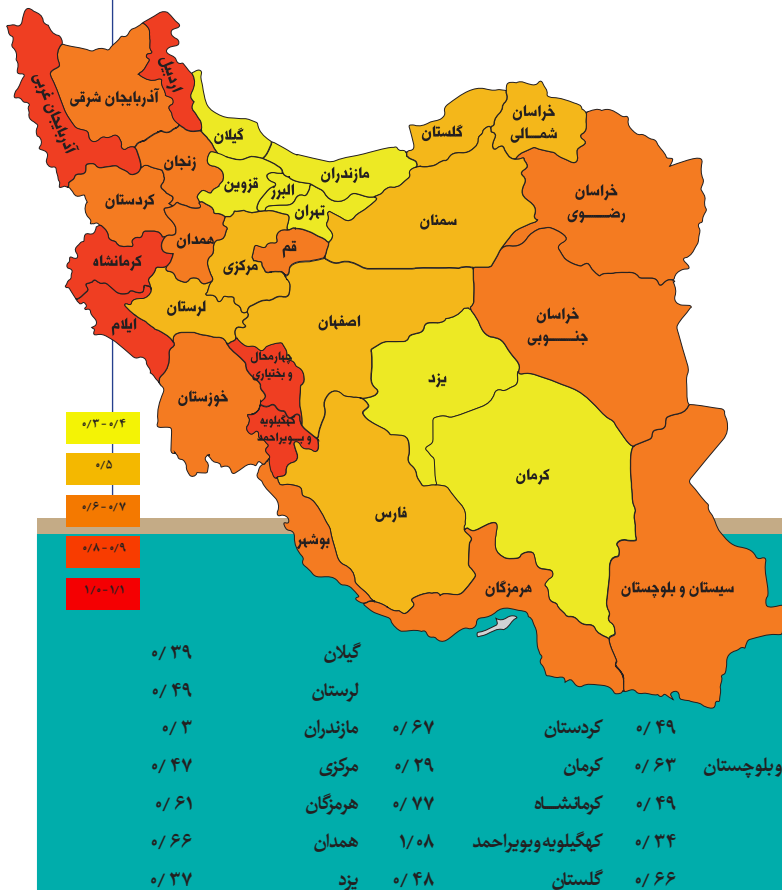 اردبیل
آذربایجان شرقی
آذربایجان غربی
گیلان
خراسان
شمـــالی
گلستان
زنجان
مازندران
قزوین
البرز
کردستان
تهران
خراسان
رضـــــوی
سمنان
همدان
قم
کرمانشاه
مرکزی
لرستان
ایلام
اصفهان
خراسان
جنـــــوبی
چهارمحال
و بختیاری
یزد
خوزستان
کهگیلویه
و بــویراحمد
کرمان
فارس
بوشهر
هرمزگان
سیستان و بلوچستان
۰/۳-۰/۴
۰/۵
۰/۶-۰/۷
۰/۸-۰/۹
۱/۰-۱/۱
گیلان ۰/۳۹
لرستان ۰/۴۹
۰/۴۹ کردستان ۰/۶۷ مازندران ۰/۳
وبلوچستان ۰/۶۳ کرمان ۰/۲۹ مرکزی ۰/۴۷
۰/۴۹ کرمانشــاه ۰/۷۷ هرمزگان ۰/۶۱
۰/۳۴ کهگیلویه وبویراحمد ۱/۰۸ همدان ۰/۶۶
۰/۶۶ گلستان ۰/۴۸ یزد ۰/۳۷